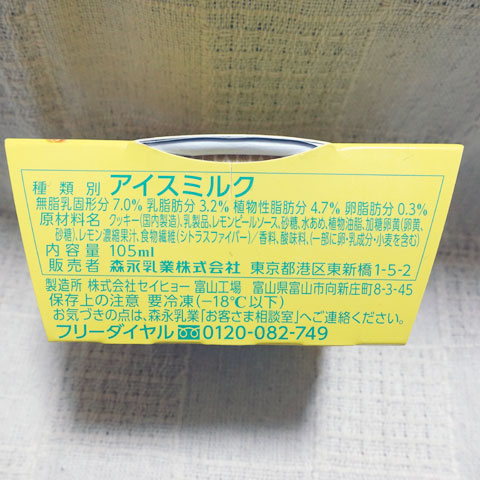 種類別 アイスミルク
無脂乳固形分 7.0% 乳脂肪分 3.2% 植物性脂肪分 4.7% 卵脂肪分 0.3%
原材料名 クッキー(国内製造)、乳製品、レモンピールソース、砂糖、水あめ、植物油脂、加糖卵黄(卵黄、
砂糖)、レモン濃縮果汁、食物繊維(シトラスファイバー)/香料、酸味料、(一部に卵・乳成分・小麦を含む)
内容量 105ml
販売者 森永乳業株式会社 東京都港区東新橋1-5-2
製造所 株式会社セイヒョー 富山工場 富山県富山市向新庄町8-3-45
保存上の注意 要冷凍(-18℃以下)
お気づきの点は、森永乳業「お客さま相談室」へご連絡ください。
フリーダイヤル 0120-082-749